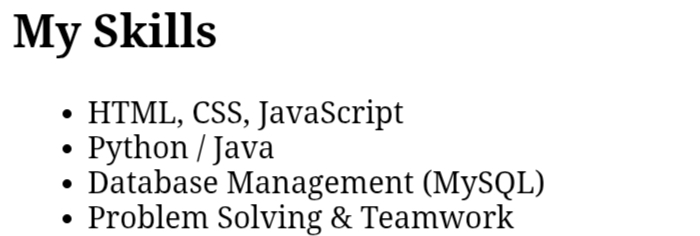 My Skills
• HTML, CSS, JavaScript
• Python / Java
• Database Management (MySQL)
• Problem Solving & Teamwork